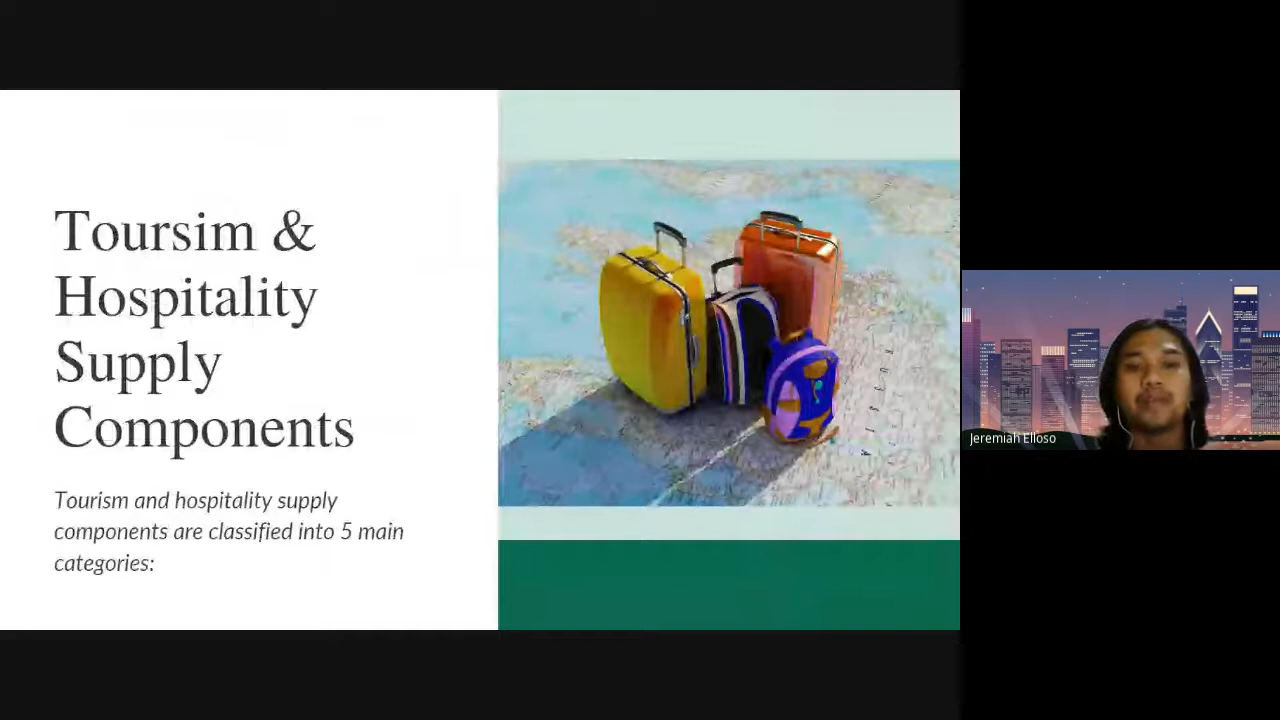 Toursim &
Hospitality
Supply
Components
Tourism and hospitality supply
components are classified into 5 main
categories:
Jeremiah Elloso